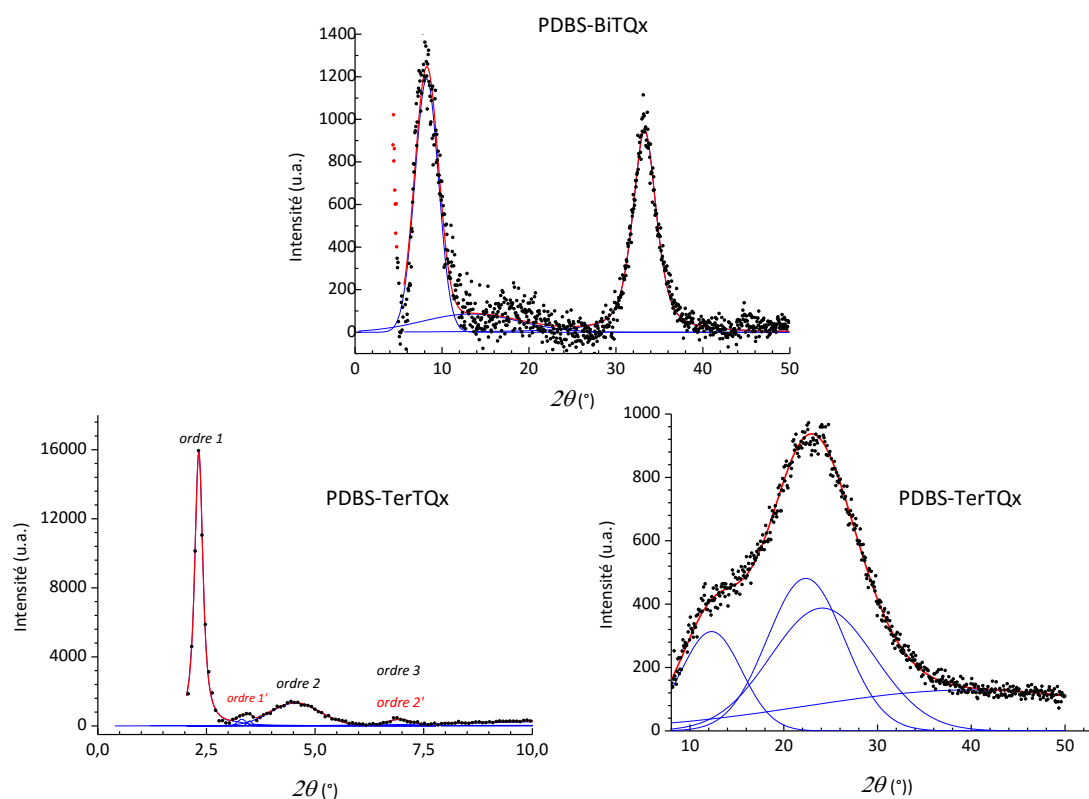 PDBS-BiTQx
Intensité (u.a.)
1400
1200
1000
800
600
400
200
0
0 10 20 30 40 50
2θ (°)
PDBS-TerTQx
Intensité (u.a.)
16000
12000
8000
4000
0
ordre 1
ordre 1'
ordre 2
ordre 3
ordre 2'
0,0 2,5 5,0 7,5 10,0
2θ (°)
PDBS-TerTQx
Intensité (u.a.)
1000
800
600
400
200
0
10 20 30 40 50
2θ (°))